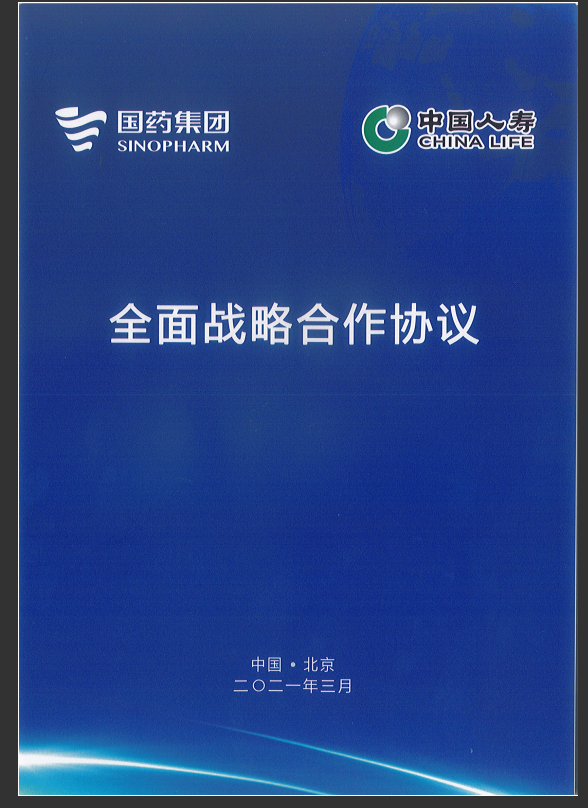 国药集团
SINOPHARM
中国人寿
CHINA LIFE
全面战略合作协议
中国•北京
二〇二一年三月